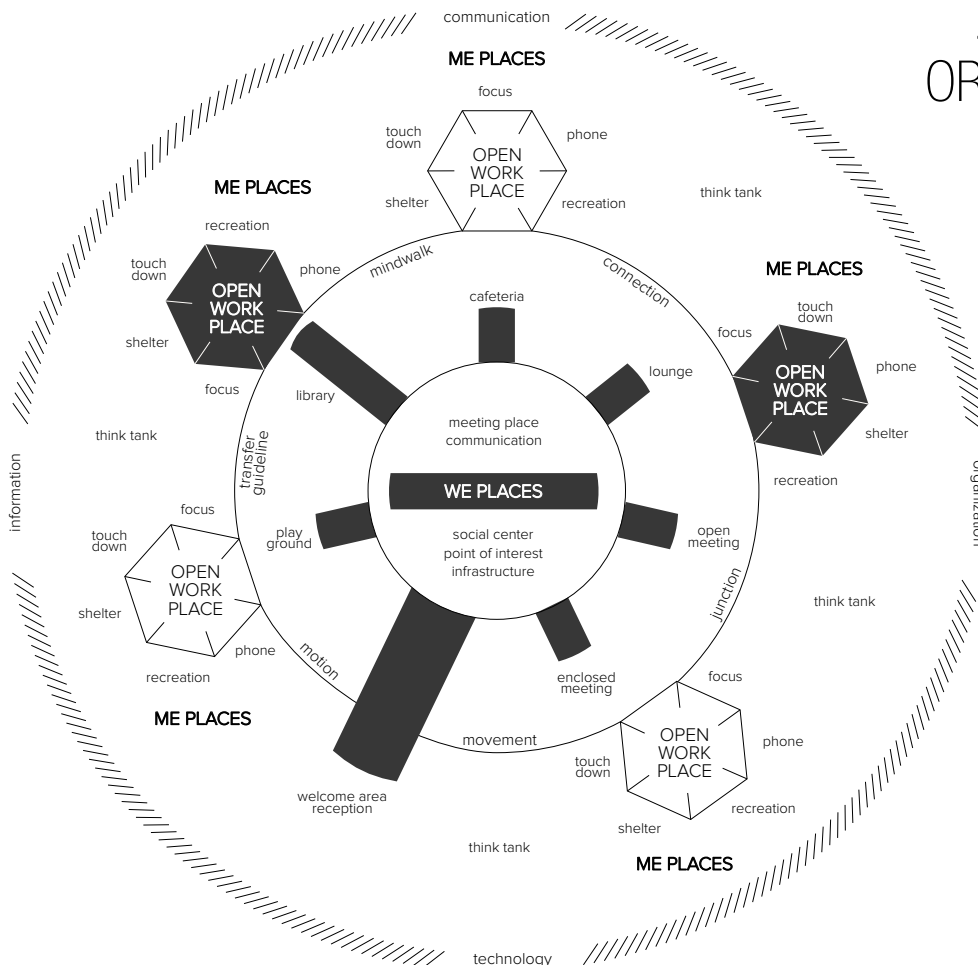 communication
OR
ME PLACES
focus
touch
down
phone
OPEN
WORK
PLACE
shelter
recreation
think tank
ME PLACES
recreation
touch
down
phone
OPEN
WORK
PLACE
shelter
focus
mindwalk
connection
ME PLACES
touch
down
focus
phone
OPEN
WORK
PLACE
shelter
recreation
cafeteria
lounge
library
meeting place
communication
WE PLACES
social center
point of interest
infrastructure
think tank
transfer
guideline
information
organization
play
ground
open
meeting
focus
touch
down
OPEN
WORK
PLACE
shelter
phone
recreation
ME PLACES
motion
junction
think tank
enclosed
meeting
movement
welcome area
reception
focus
OPEN
WORK
PLACE
phone
touch
down
recreation
shelter
ME PLACES
think tank
technology